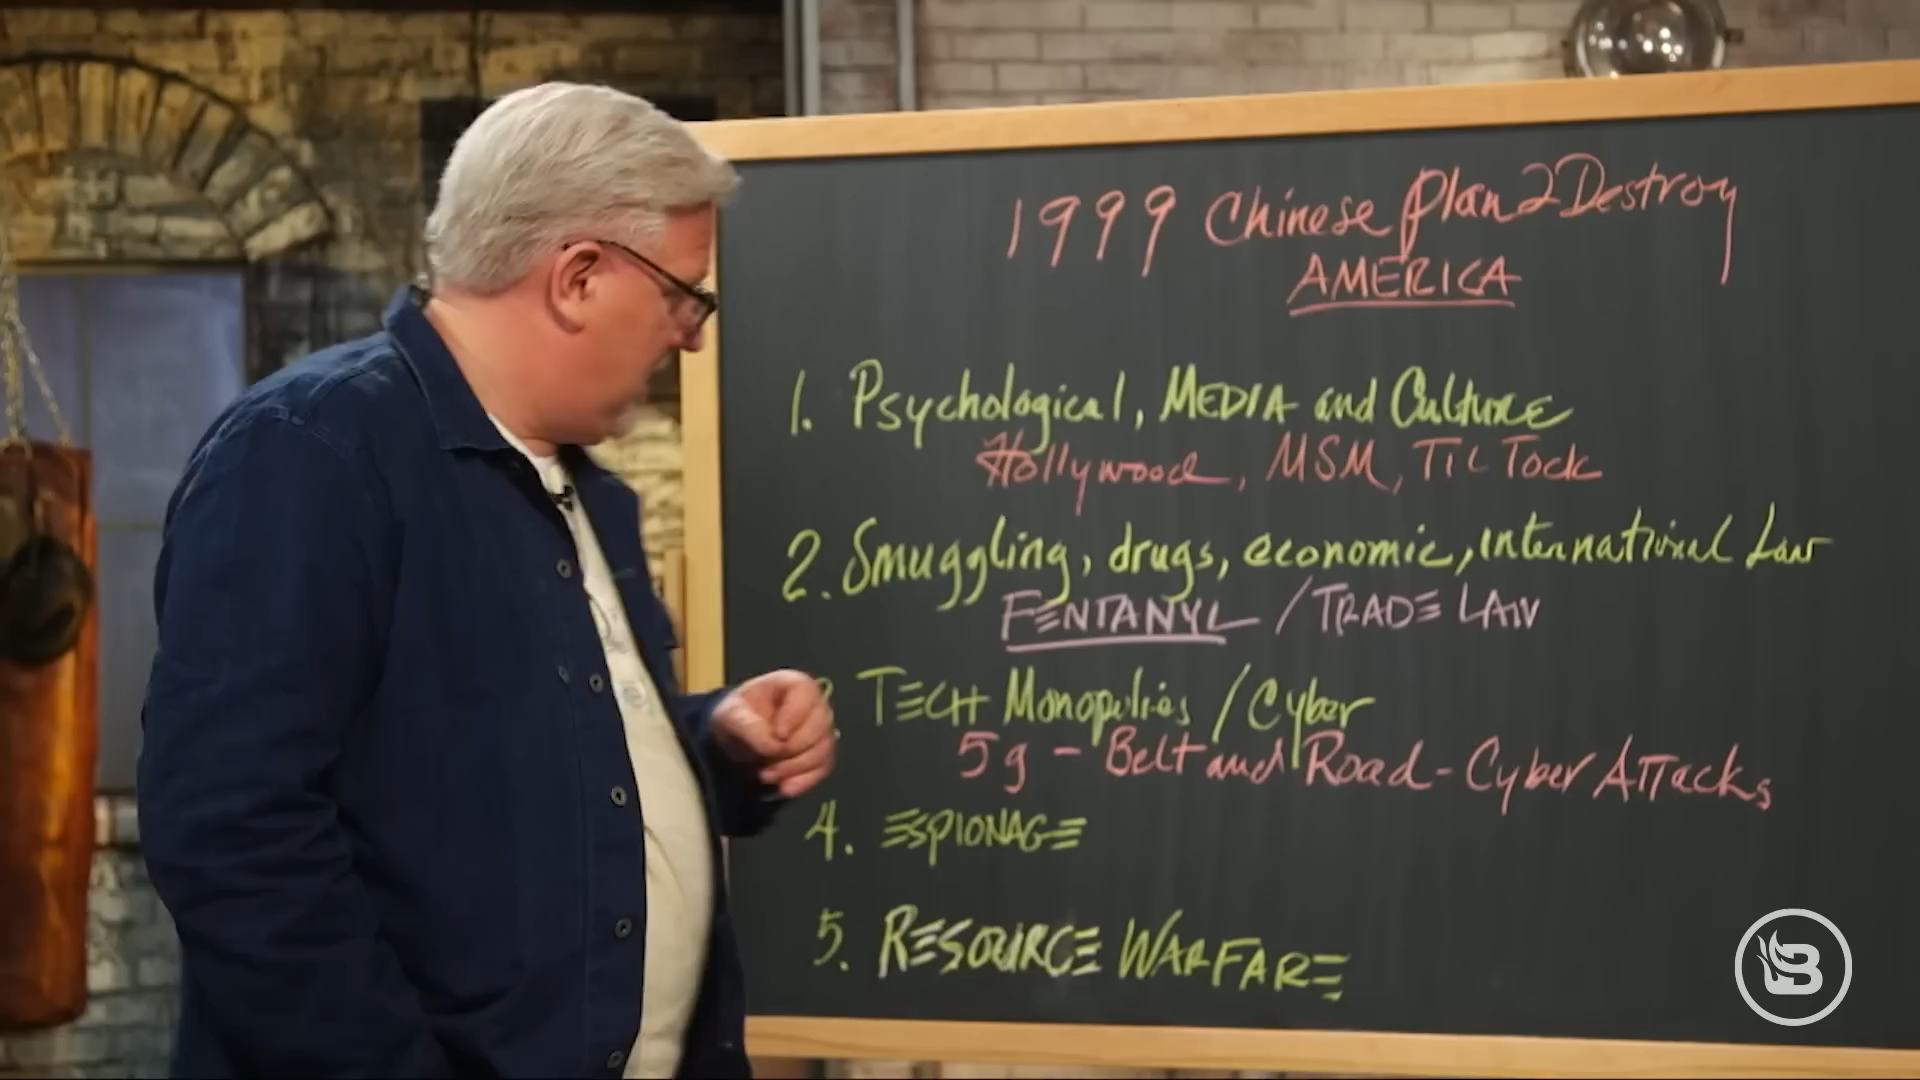 1999 Chinese Plan 2 Destroy
AMERICA
1. Psychological, MEDIA and Culture
Hollywood, MSM, TIC Tock
2. Smuggling, drugs, economic, international Law
FENTANYL / TRADE LAW
3. TECH Monopolies / Cyber
5g - Belt and Road - Cyber ATTacks
4. ESPIONAGE
5. RESOURCE WARFARE
B